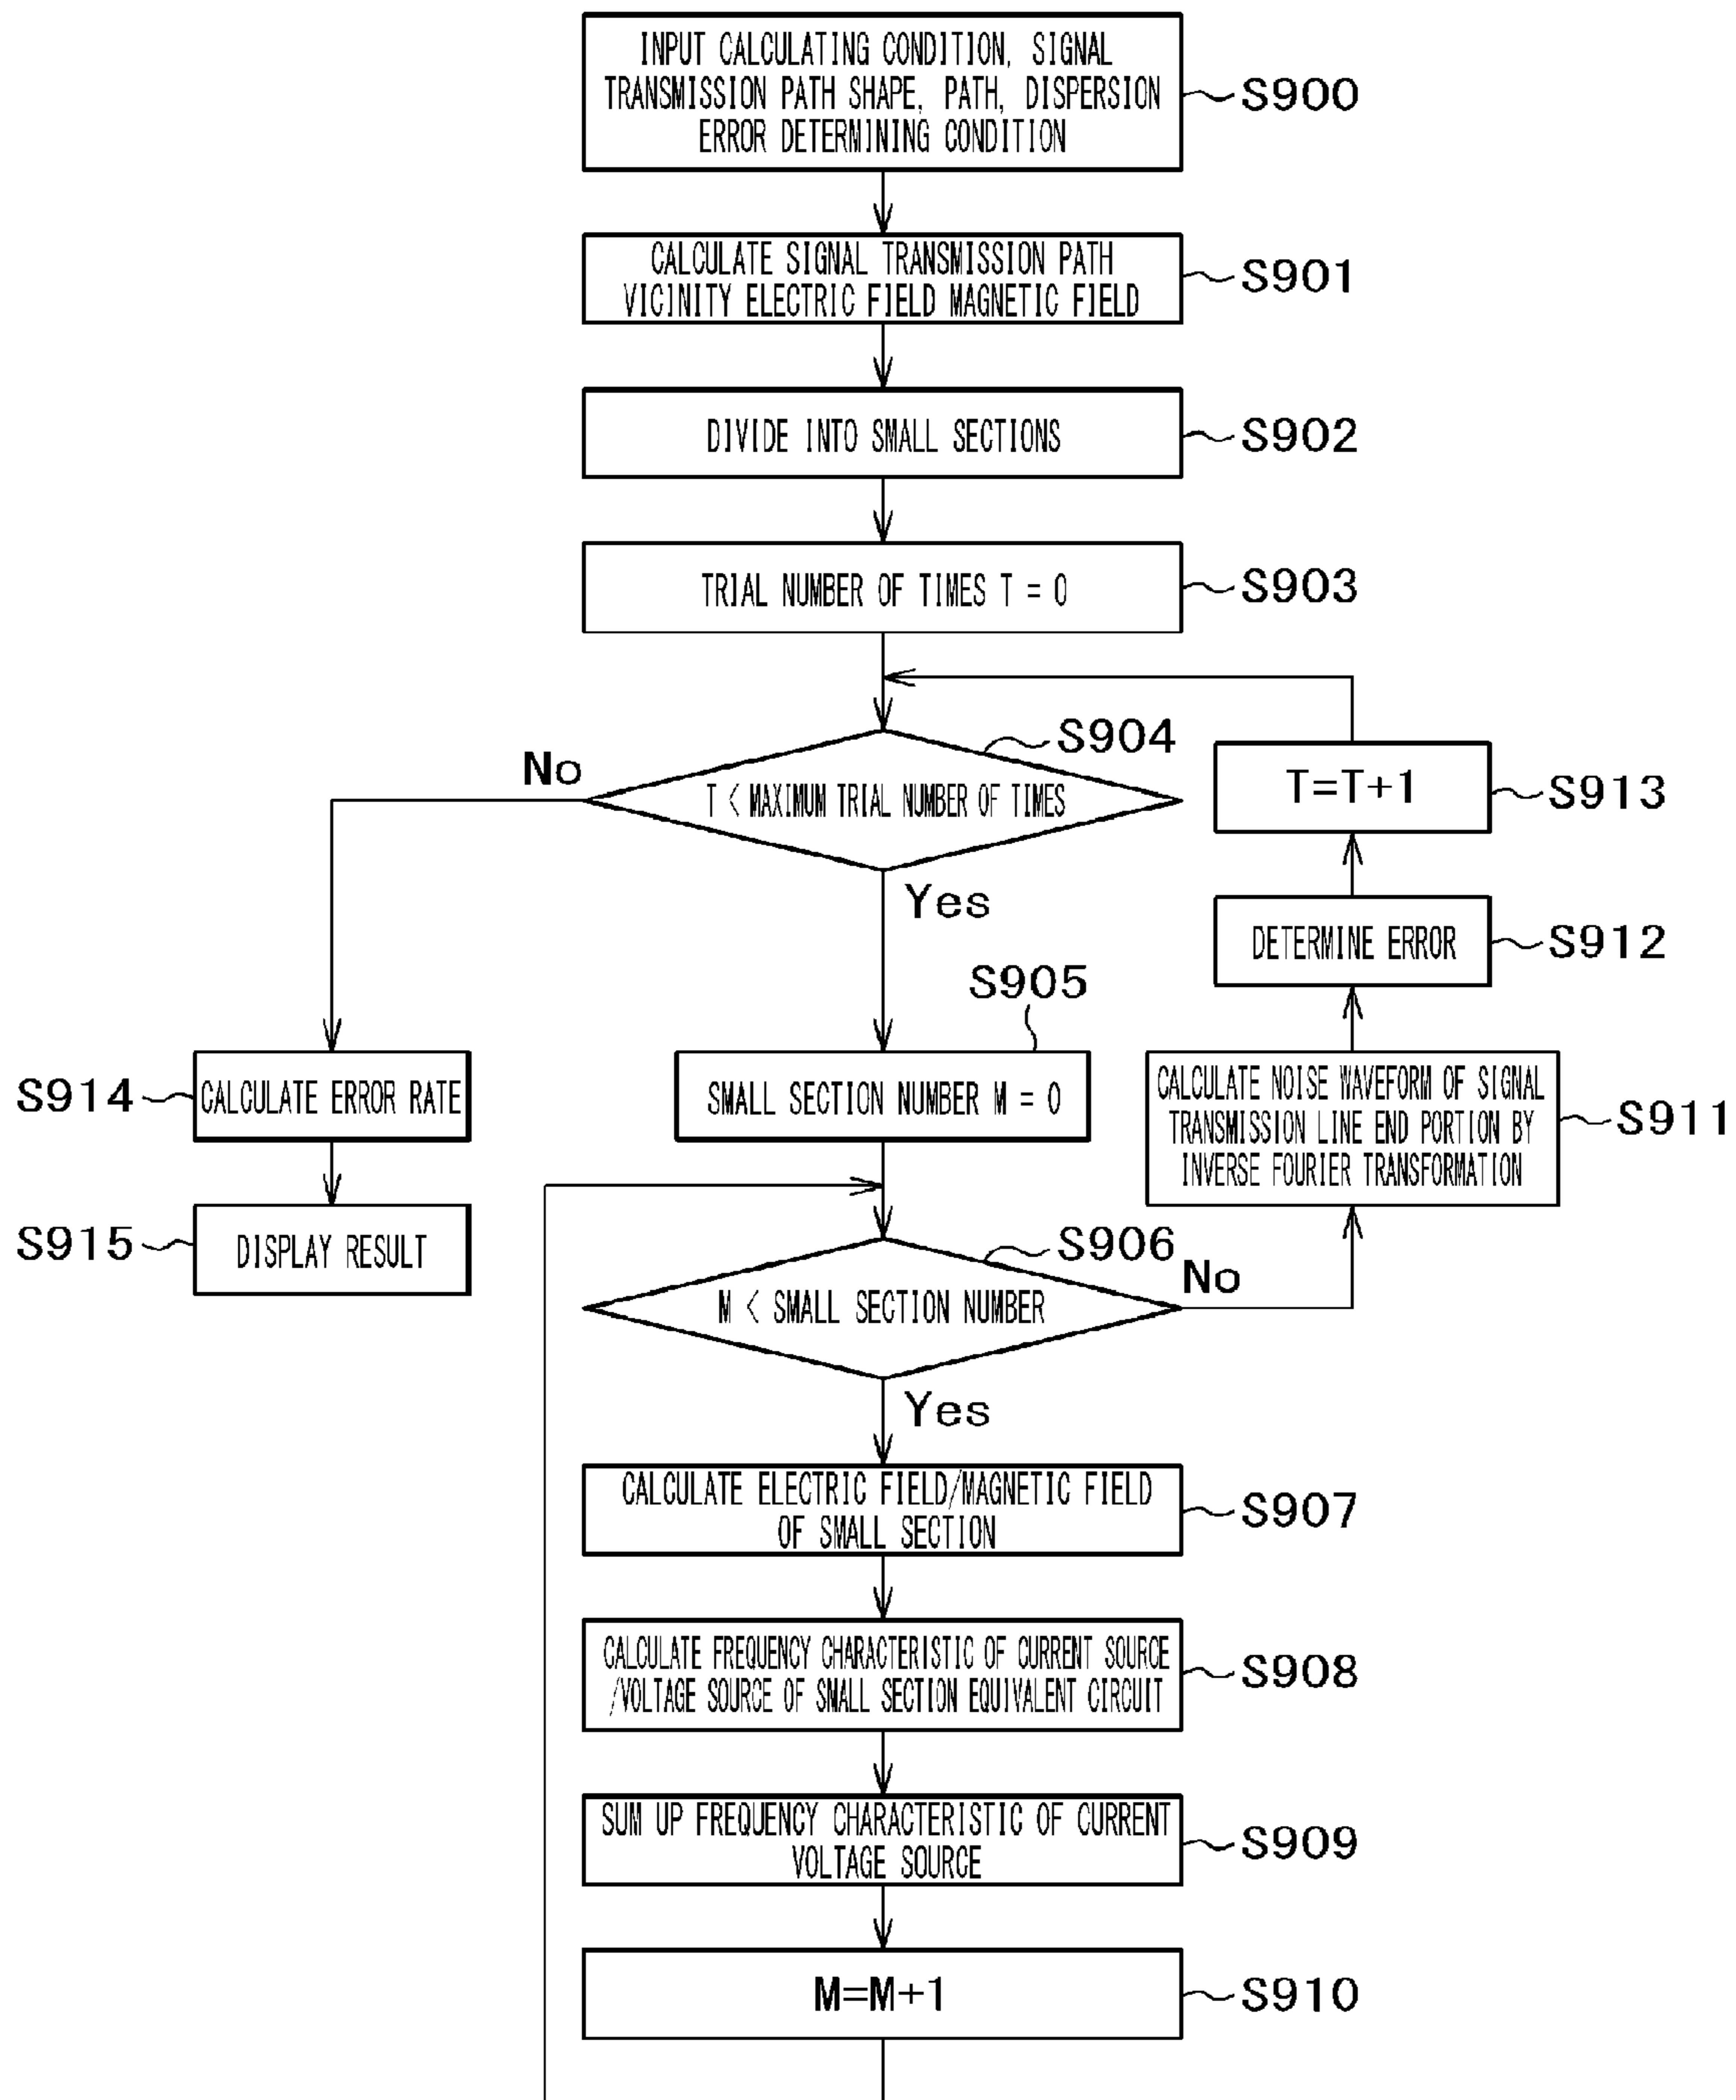 INPUT CALCULATING CONDITION, SIGNAL
TRANSMISSION PATH SHAPE, PATH, DISPERSION
ERROR DETERMINING CONDITION
S900
CALCULATE SIGNAL TRANSMISSION PATH
VICINITY ELECTRIC FIELD MAGNETIC FIELD
S901
DIVIDE INTO SMALL SECTIONS
S902
TRIAL NUMBER OF TIMES T = 0
S903
S904
T < MAXIMUM TRIAL NUMBER OF TIMES
No
Yes
T=T+1
S913
DETERMINE ERROR
S912
S905
SMALL SECTION NUMBER M = 0
CALCULATE NOISE WAVEFORM OF SIGNAL
TRANSMISSION LINE END PORTION BY
INVERSE FOURIER TRANSFORMATION
S911
S914
CALCULATE ERROR RATE
S915
DISPLAY RESULT
S906
M < SMALL SECTION NUMBER
No
Yes
CALCULATE ELECTRIC FIELD/MAGNETIC FIELD
OF SMALL SECTION
S907
CALCULATE FREQUENCY CHARACTERISTIC OF CURRENT SOURCE
/VOLTAGE SOURCE OF SMALL SECTION EQUIVALENT CIRCUIT
S908
SUM UP FREQUENCY CHARACTERISTIC OF CURRENT
VOLTAGE SOURCE
S909
M=M+1
S910